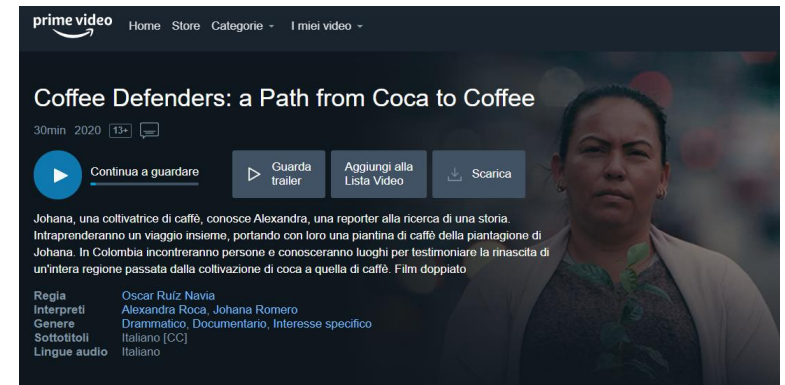 prime video Home Store Categorie I miei video
Coffee Defenders: a Path from Coca to Coffee
30min 2020 13+
Continua a guardare
Guarda
trailer
Aggiungi alla
Lista Video
Scarica
Johana, una coltivatrice di caffè, conosce Alexandra, una reporter alla ricerca di una storia.
Intraprenderanno un viaggio insieme, portando con loro una piantina di caffè della piantagione di
Johana. In Colombia incontreranno persone e conosceranno luoghi per testimoniare la rinascita di
un'intera regione passata dalla coltivazione di coca a quella di caffè. Film doppiato
Regia Oscar Ruíz Navia
Interpreti Alexandra Roca, Johana Romero
Genere Drammatico, Documentario, Interesse specifico
Sottotitoli Italiano [CC]
Lingue audio Italiano